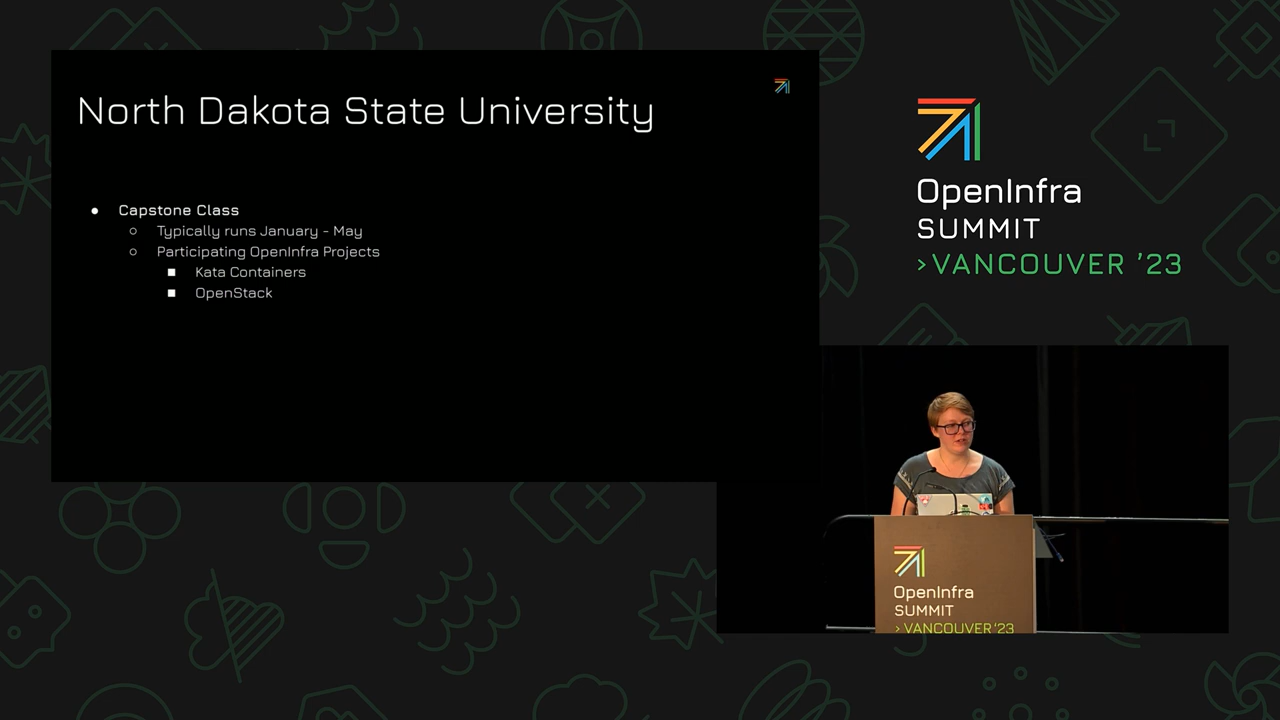 North Dakota State University
● Capstone Class
○ Typically runs January - May
○ Participating OpenInfra Projects
■ Kata Containers
■ OpenStack
OpenInfra
SUMMIT
>VANCOUVER '23
OpenInfra
SUMMIT
> VANCOUVER '23